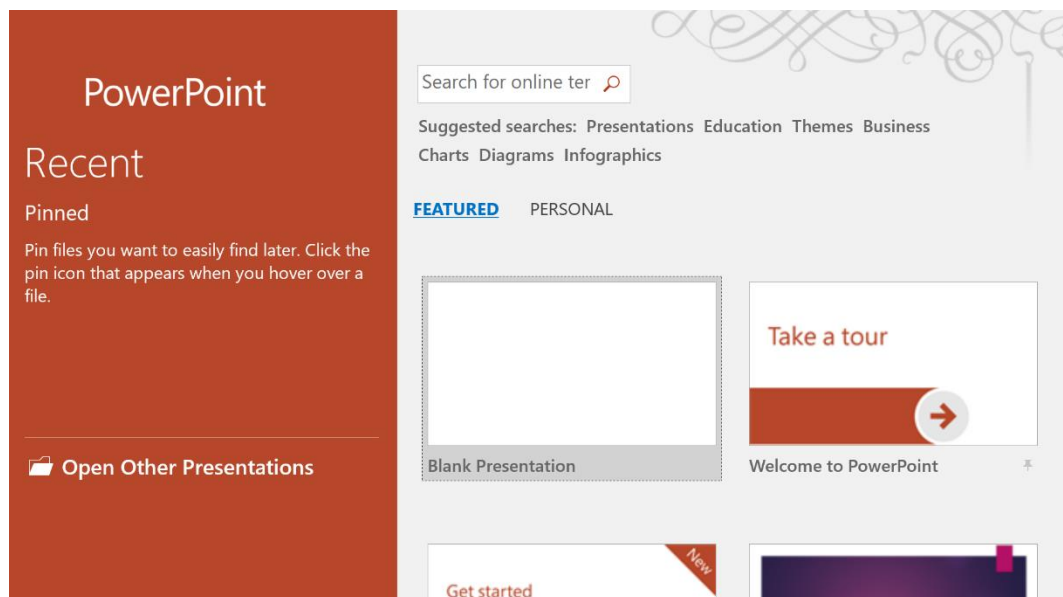 PowerPoint
Recent
Pinned
Pin files you want to easily find later. Click the
pin icon that appears when you hover over a
file.
Open Other Presentations
Search for online ter
Suggested searches: Presentations Education Themes Business
Charts Diagrams Infographics
FEATURED PERSONAL
Take a tour
Blank Presentation
Welcome to PowerPoint
New
Get started